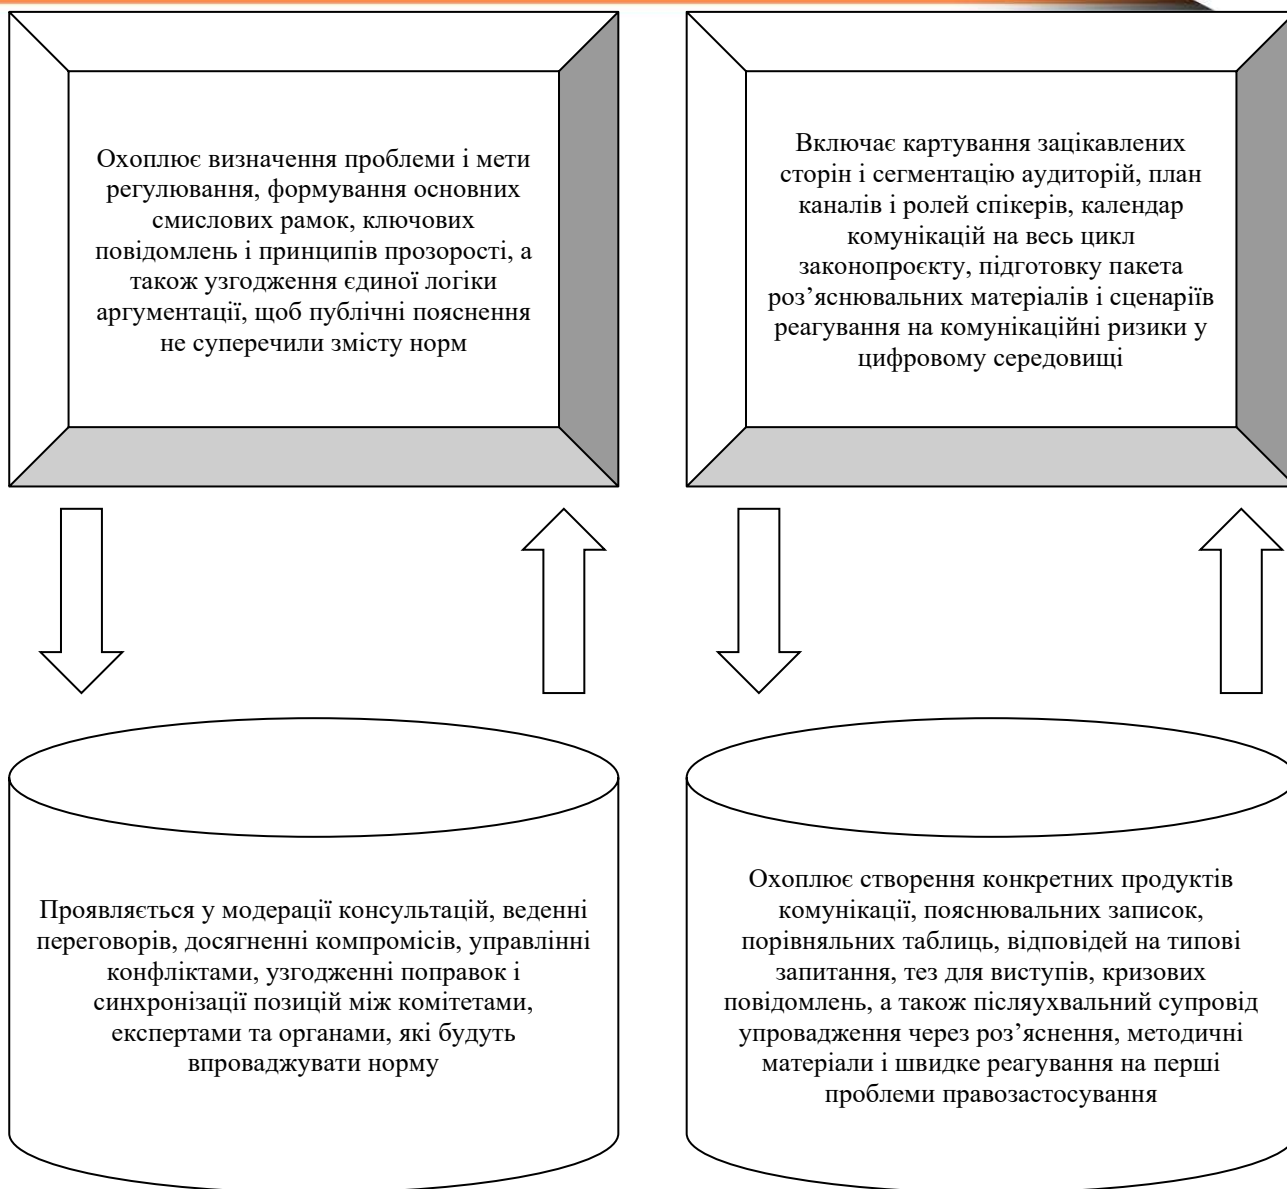 Охоплює визначення проблеми і мети
регулювання, формування основних
смислових рамок, ключових
повідомлень і принципів прозорості, а
також узгодження єдиної логіки
аргументації, щоб публічні пояснення
не суперечили змісту норм
Включає картування зацікавлених
сторін і сегментацію аудиторій, план
каналів і ролей спікерів, календар
комунікацій на весь цикл
законопроєкту, підготовку пакета
роз’яснювальних матеріалів і сценаріїв
реагування на комунікаційні ризики у
цифровому середовищі
Проявляється у модерації консультацій, веденні
переговорів, досягненні компромісів, управлінні
конфліктами, узгодженні поправок і
синхронізації позицій між комітетами,
експертами та органами, які будуть
впроваджувати норму
Охоплює створення конкретних продуктів
комунікації, пояснювальних записок,
порівняльних таблиць, відповідей на типові
запитання, тез для виступів, кризових
повідомлень, а також післяухвальний супровід
упровадження через роз’яснення, методичні
матеріали і швидке реагування на перші
проблеми правозастосування